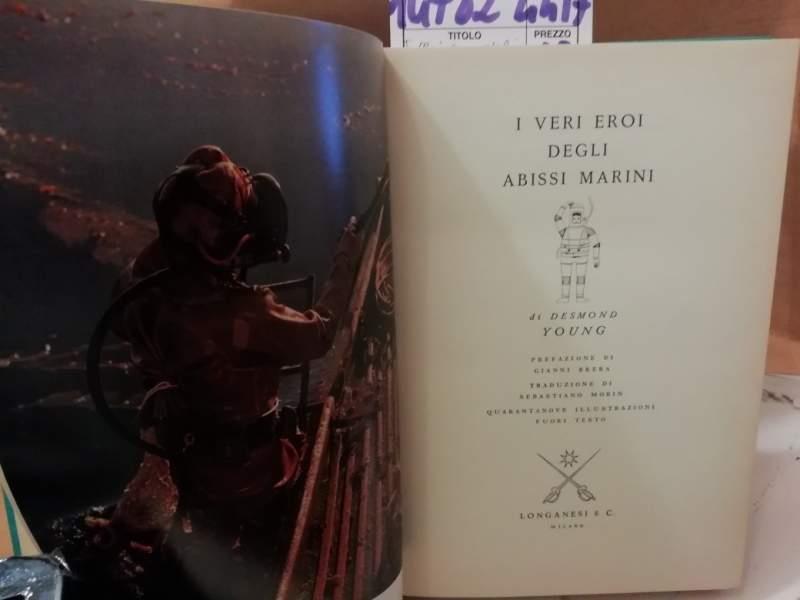 TITOLO
PREZZO
I VERI EROI
DEGLI
ABISSI MARINI
di DESMOND
YOUNG
PREFAZIONE DI
GIANNI BRERA
TRADUZIONE DI
SEBASTIANO MORIN
QUARANTANOVE ILLUSTRAZIONI
FUORI TESTO
LONGANESI & C.
MILANO